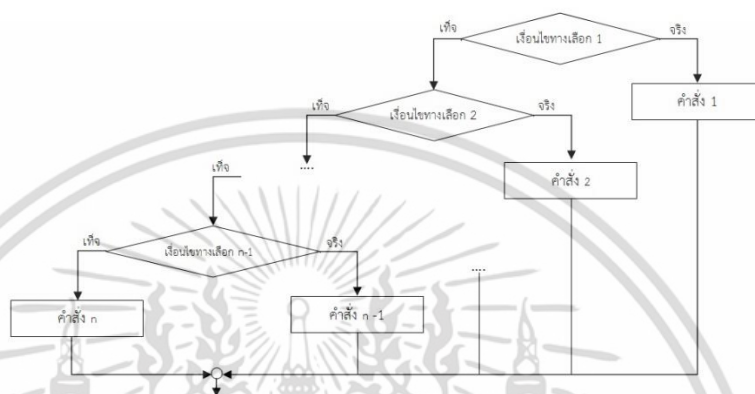 เท็จ
เงื่อนไขทางเลือก 1
จริง
คำสั่ง 1
เท็จ
เงื่อนไขทางเลือก 2
จริง
คำสั่ง 2
....
เท็จ
เท็จ
เงื่อนไขทางเลือก n-1
จริง
....
คำสั่ง n
คำสั่ง n -1